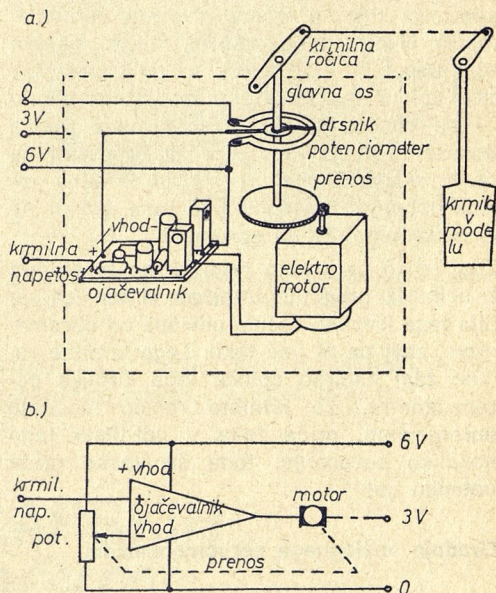 a.)
krmilna
ročica
glavna os
0
3V
6V
drsnik
potenciometer
prenos
vhod-
+
krmilna
napetost
ojačevalnik
elektro
motor
krmilo
v
mode
lu
b.)
6V
+vhod
krmil.
nap.
+
ojačevalnik
-
vhod
motor
3V
pot.
prenos
0